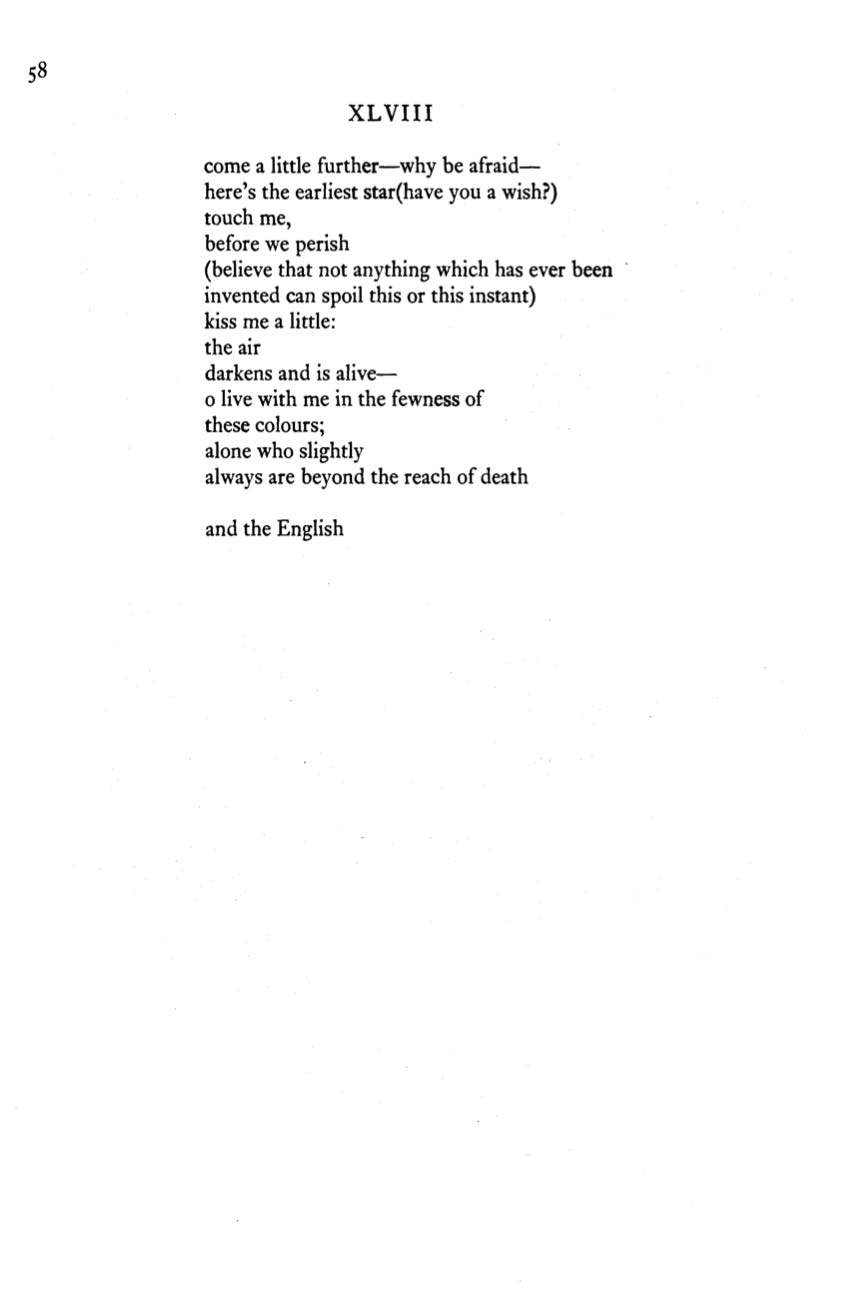 58
XLVIII
come a little further—why be afraid—
here's the earliest star(have you a wish?)
touch me,
before we perish
(believe that not anything which has ever been
invented can spoil this or this instant)
kiss me a little:
the air
darkens and is alive—
o live with me in the fewness of
these colours;
alone who slightly
always are beyond the reach of death
and the English